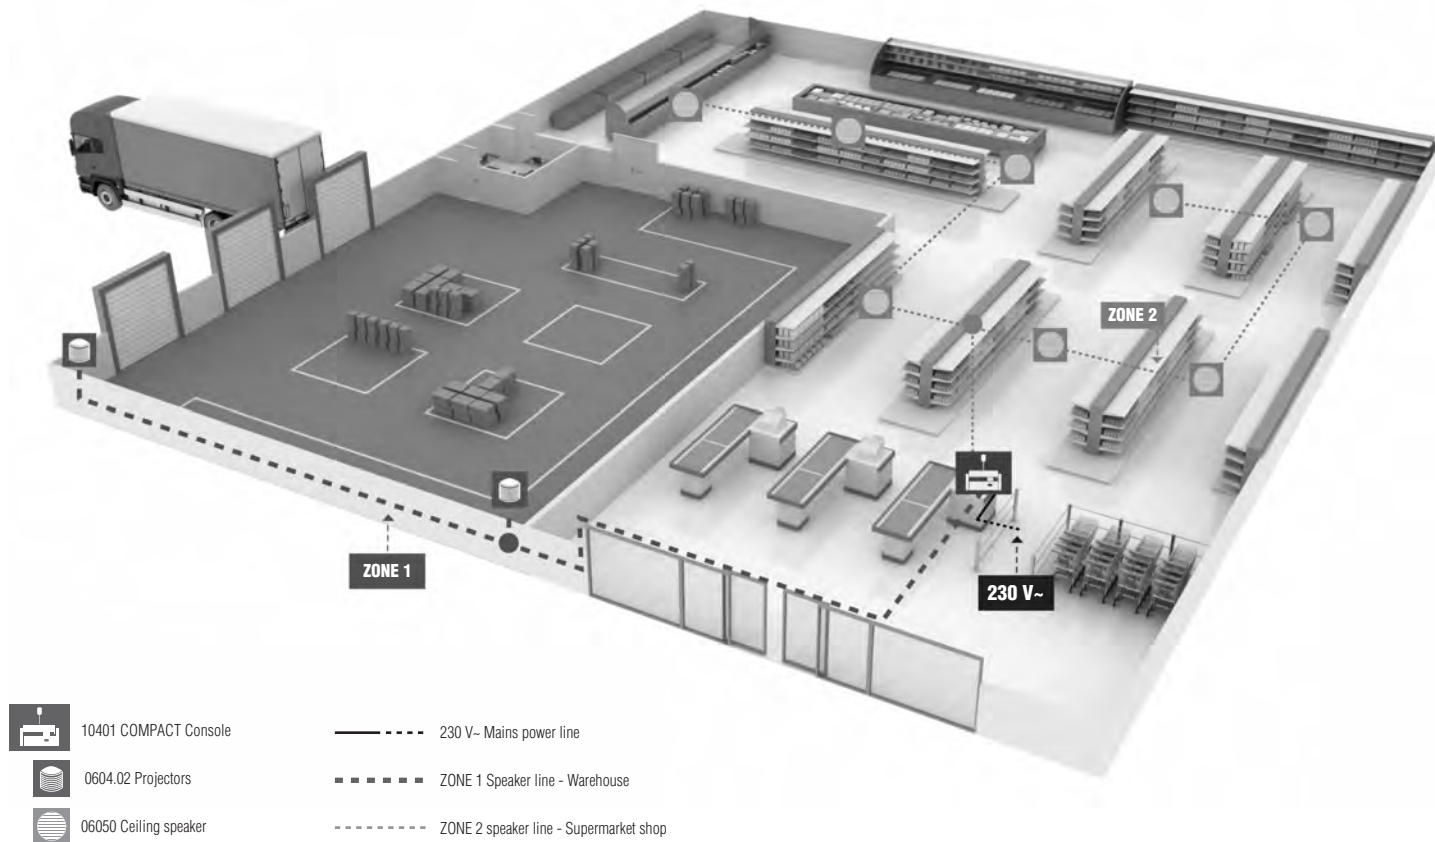 ZONE 2
ZONE 1
230 V~
10401 COMPACT Console
230 V~ Mains power line
0604.02 Projectors
ZONE 1 Speaker line - Warehouse
06050 Ceiling speaker
ZONE 2 speaker line - Supermarket shop